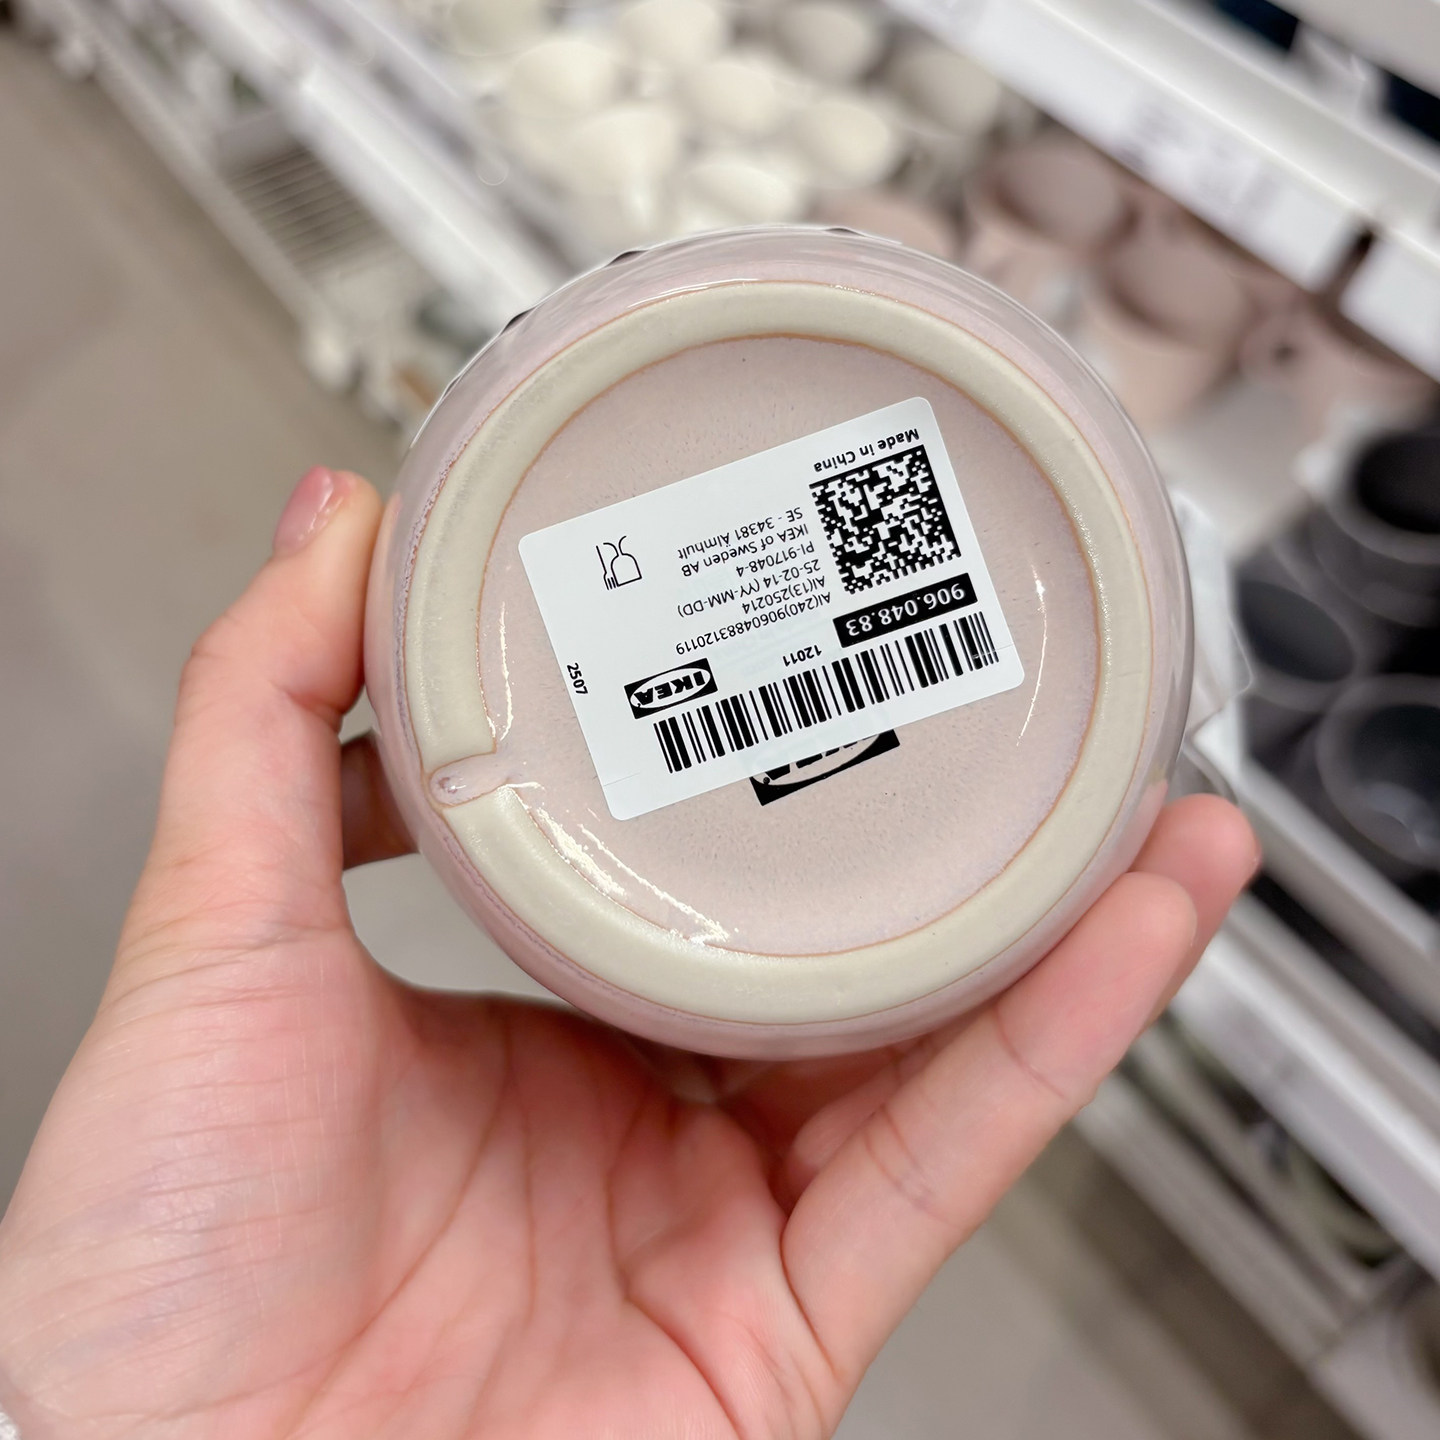 IKEA
12011
906.048.83
AI(240)90604883120119
AI(13)250214
25-02-14 (YY-MM-DD)
PI-917048-4
IKEA of Sweden AB
SE - 34381 Älmhult
Made in China
2507
IKEA